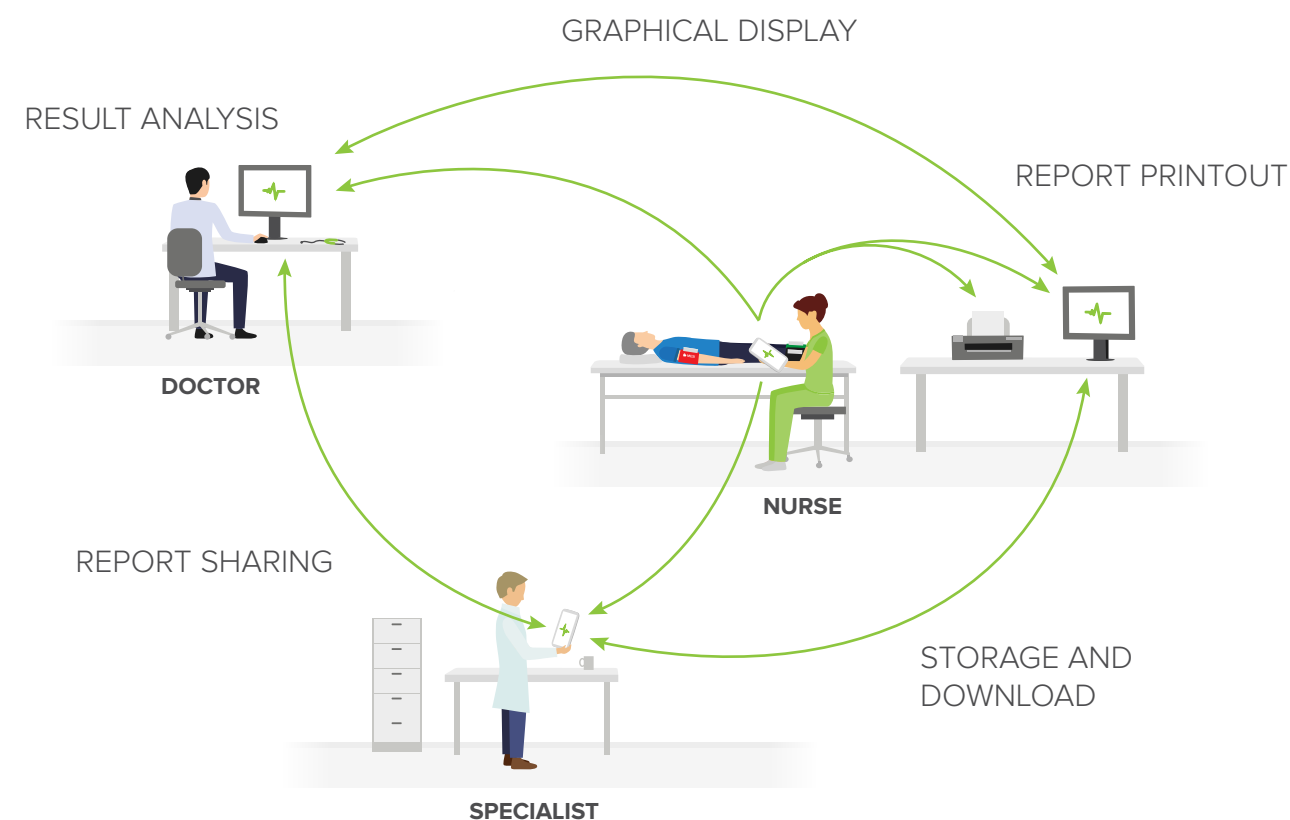 GRAPHICAL DISPLAY
RESULT ANALYSIS
REPORT PRINTOUT
DOCTOR
NURSE
REPORT SHARING
STORAGE AND
DOWNLOAD
SPECIALIST